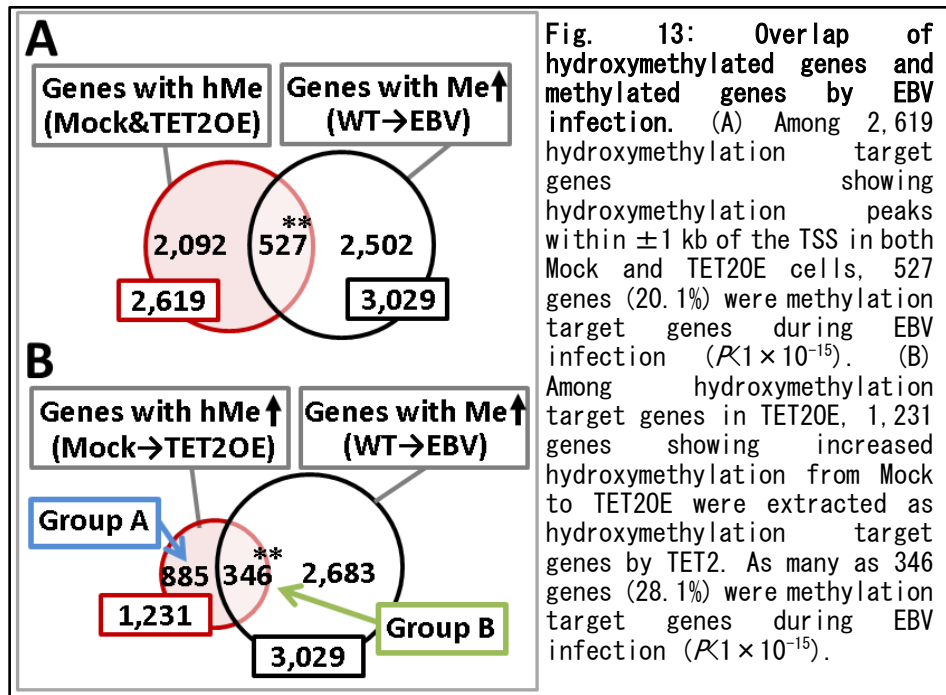 A
Genes with hMe
(Mock&TET2OE)
Genes with Me↑
(WT→EBV)
**
2,092
527
2,502
2,619
3,029
B
Genes with hMe↑
(Mock→TET2OE)
Genes with Me↑
(WT→EBV)
Group A
**
885
346
2,683
1,231
Group B
3,029
Fig. 13: Overlap of
hydroxymethylated genes and
methylated genes by EBV
infection. (A) Among 2,619
hydroxymethylation target
genes showing
hydroxymethylation peaks
within ±1 kb of the TSS in both
Mock and TET2OE cells, 527
genes (20.1%) were methylation
target genes during EBV
infection (P<1×10⁻¹⁵). (B)
Among hydroxymethylation
target genes in TET2OE, 1,231
genes showing increased
hydroxymethylation from Mock
to TET2OE were extracted as
hydroxymethylation target
genes by TET2. As many as 346
genes (28.1%) were methylation
target genes during EBV
infection (P<1×10⁻¹⁵).